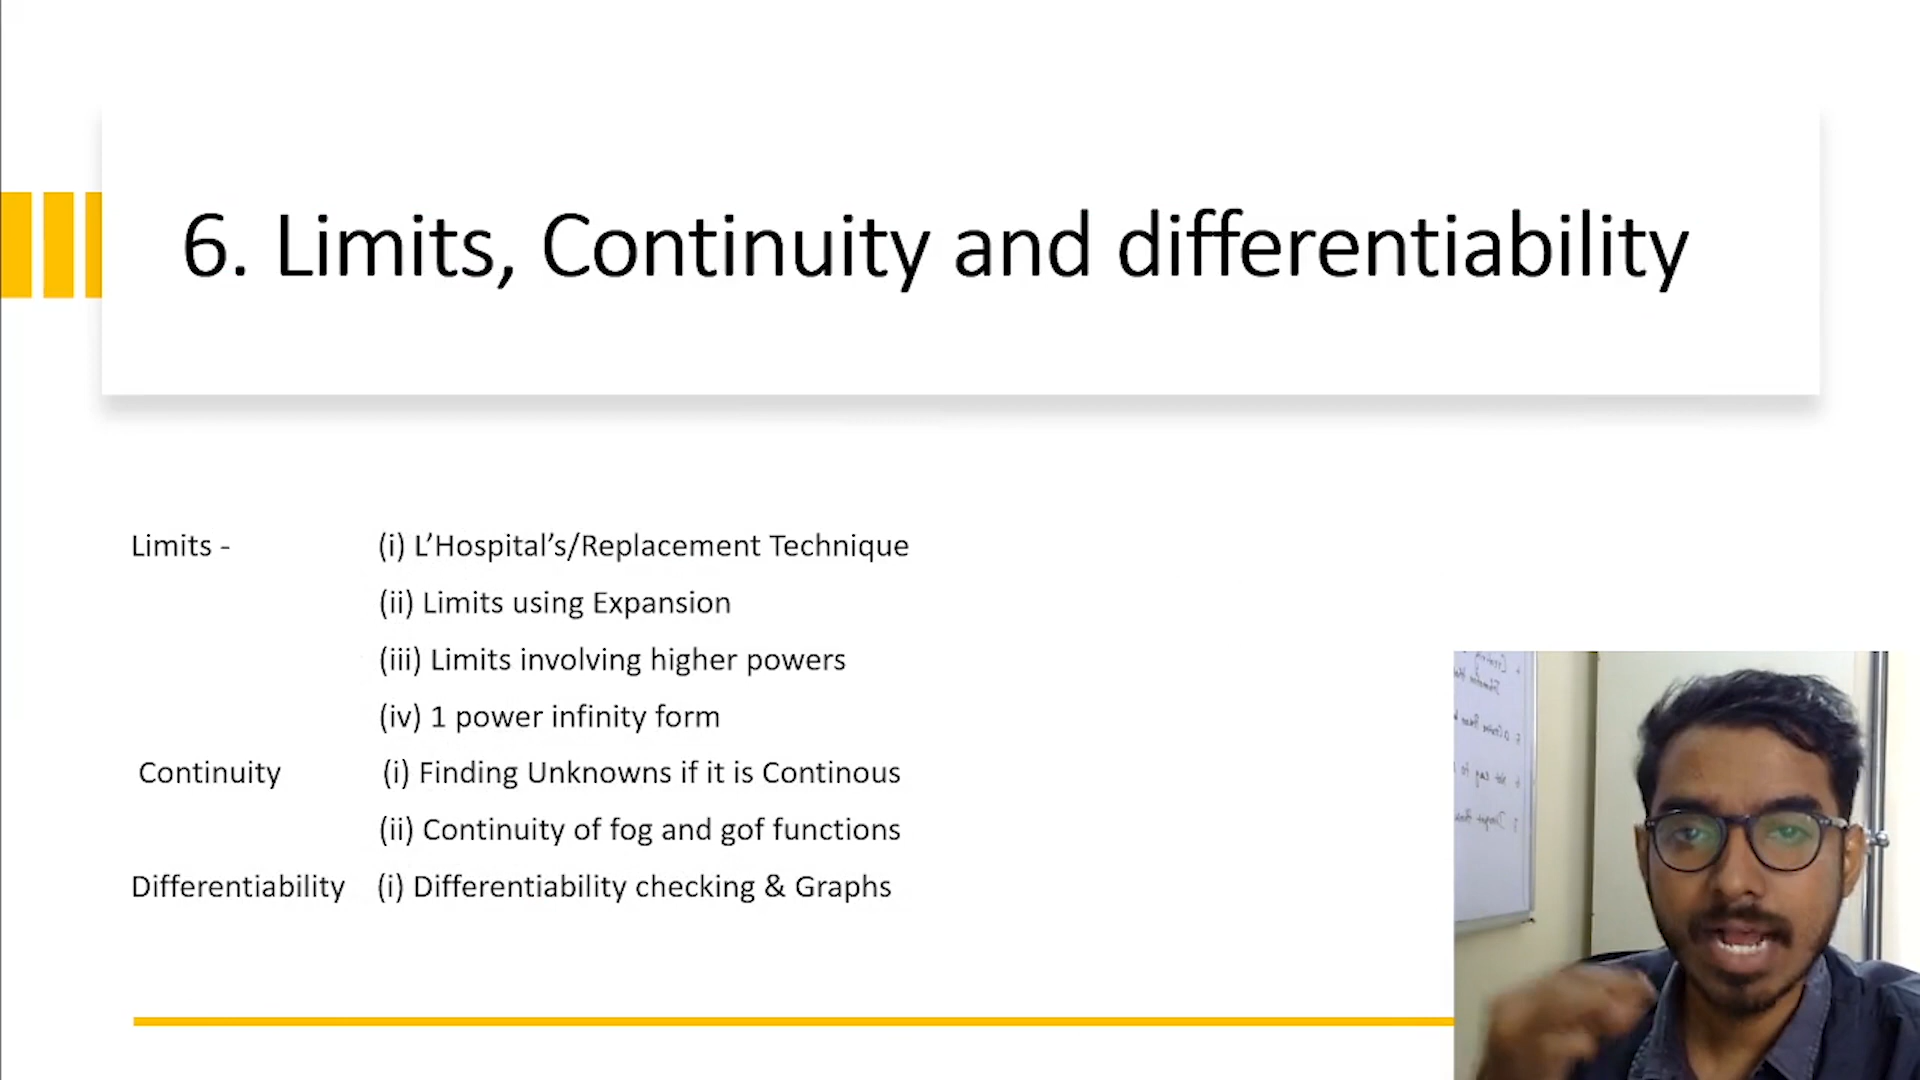 6. Limits, Continuity and differentiability
Limits - (i) L’Hospital’s/Replacement Technique
(ii) Limits using Expansion
(iii) Limits involving higher powers
(iv) 1 power infinity form
Continuity (i) Finding Unknowns if it is Continous
(ii) Continuity of fog and gof functions
Differentiability (i) Differentiability checking & Graphs